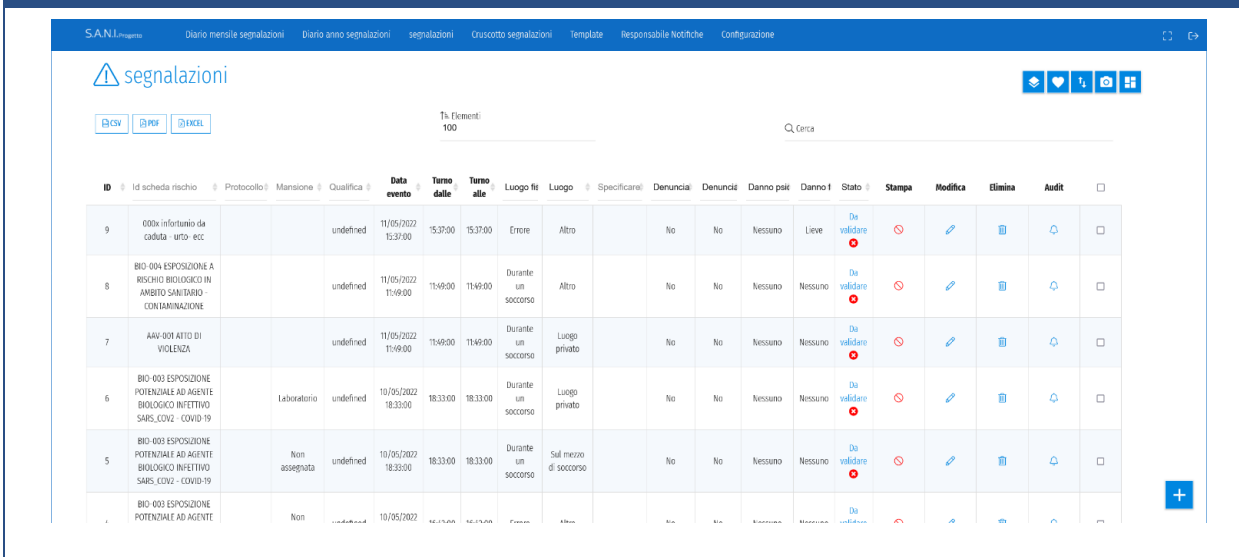 S.A.N.I. Progetto Diario mensile segnalazioni Diario anno segnalazioni segnalazioni Cruscotto segnalazioni Template Responsabile Notifiche Configurazione
segnalazioni
CSV PDF EXCEL
Elementi
100
Cerca
ID Id scheda rischio Protocollo Mansione Qualifica Data evento Turno dalle Turno alle Luogo fi Luogo Specificare Denuncia Denuncia Danno psi Danno f Stato Stampa Modifica Elimina Audit
9 000x infortunio da caduta - urto- ecc undefined 11/05/2022 15:37:00 15:37:00 15:37:00 Errore Altro No No Nessuno Lieve Da validare
8 BIO-004 ESPOSIZIONE A RISCHIO BIOLOGICO IN AMBITO SANITARIO - CONTAMINAZIONE undefined 11/05/2022 11:49:00 11:49:00 11:49:00 Durante un soccorso Altro No No Nessuno Nessuno Da validare
7 AAV-001 ATTO DI VIOLENZA undefined 11/05/2022 11:49:00 11:49:00 11:49:00 Durante un soccorso Luogo privato No No Nessuno Nessuno Da validare
6 BIO-003 ESPOSIZIONE POTENZIALE AD AGENTE BIOLOGICO INFETTIVO SARS_COV2 - COVID-19 Laboratorio undefined 10/05/2022 18:33:00 18:33:00 18:33:00 Durante un soccorso Luogo privato No No Nessuno Nessuno Da validare
5 BIO-003 ESPOSIZIONE POTENZIALE AD AGENTE BIOLOGICO INFETTIVO SARS_COV2 - COVID-19 Non assegnata undefined 10/05/2022 18:33:00 18:33:00 18:33:00 Durante un soccorso Sul mezzo di soccorso No No Nessuno Nessuno Da validare
BIO-003 ESPOSIZIONE POTENZIALE AD AGENTE Non 10/05/2022 Da